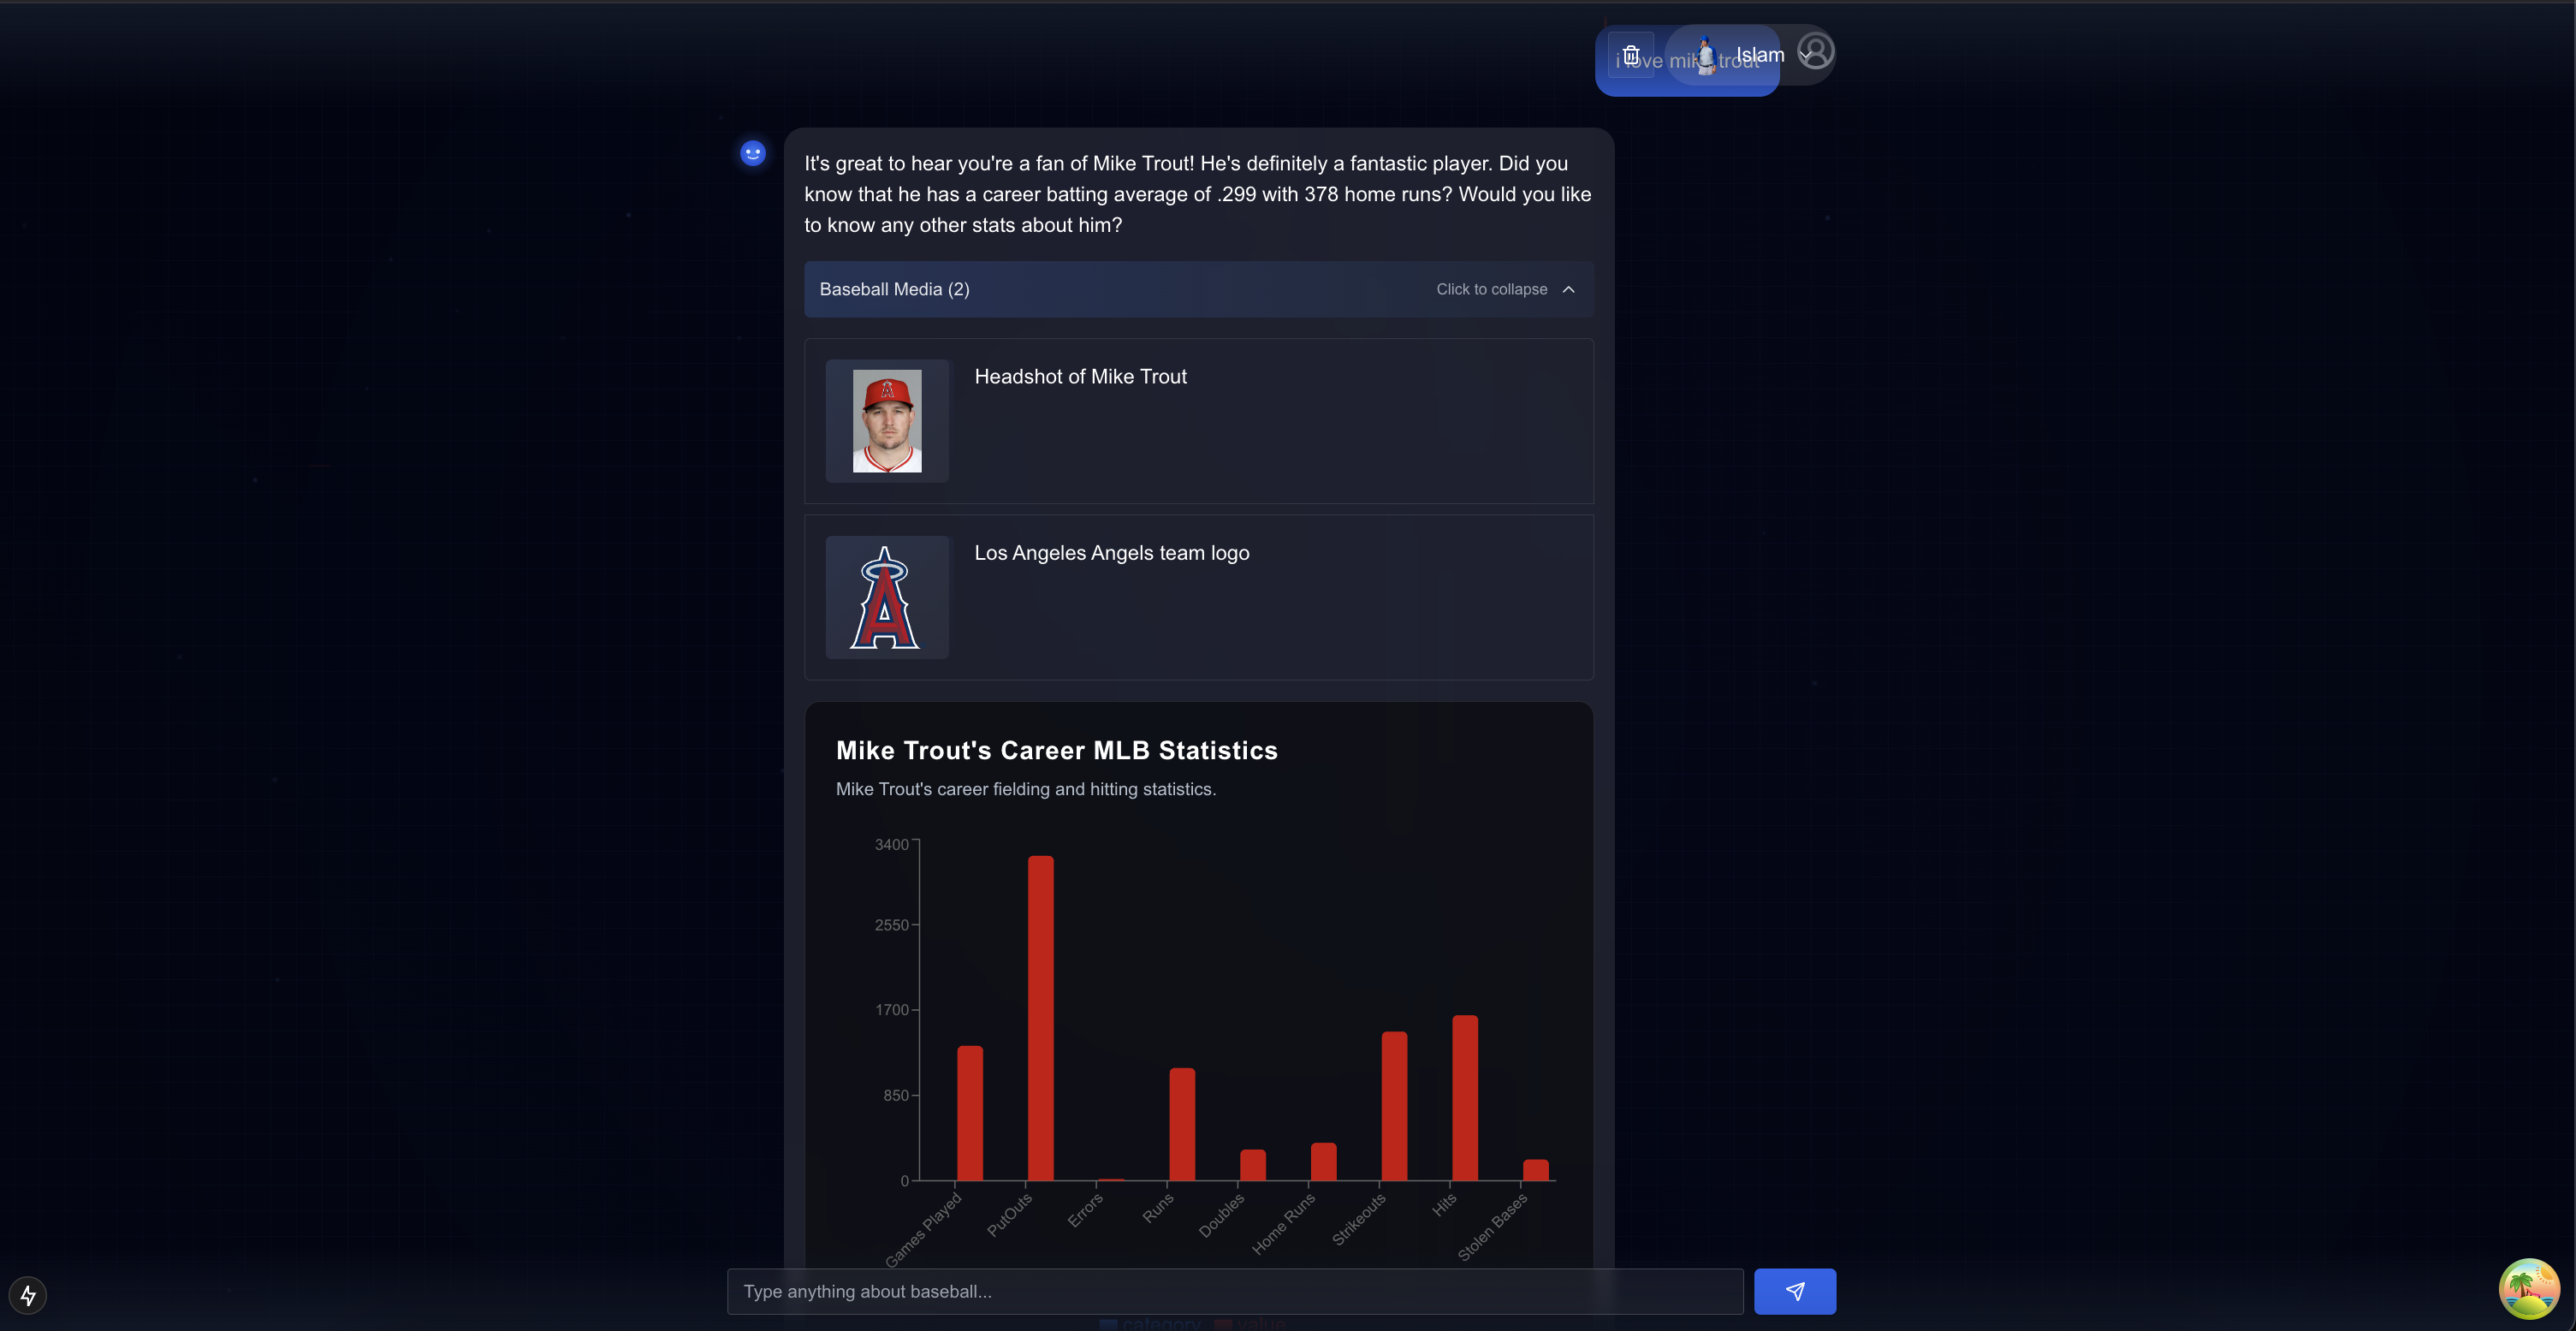 i love mike trout
Islam
It's great to hear you're a fan of Mike Trout! He's definitely a fantastic player. Did you
know that he has a career batting average of .299 with 378 home runs? Would you like
to know any other stats about him?
Baseball Media (2)
Click to collapse
Headshot of Mike Trout
Los Angeles Angels team logo
A
Mike Trout's Career MLB Statistics
Mike Trout's career fielding and hitting statistics.
3400
2550
1700
850
0
Games Played
PutOuts
Errors
Runs
Doubles
Home Runs
Strikeouts
Hits
Stolen Bases
Type anything about baseball...
category
value